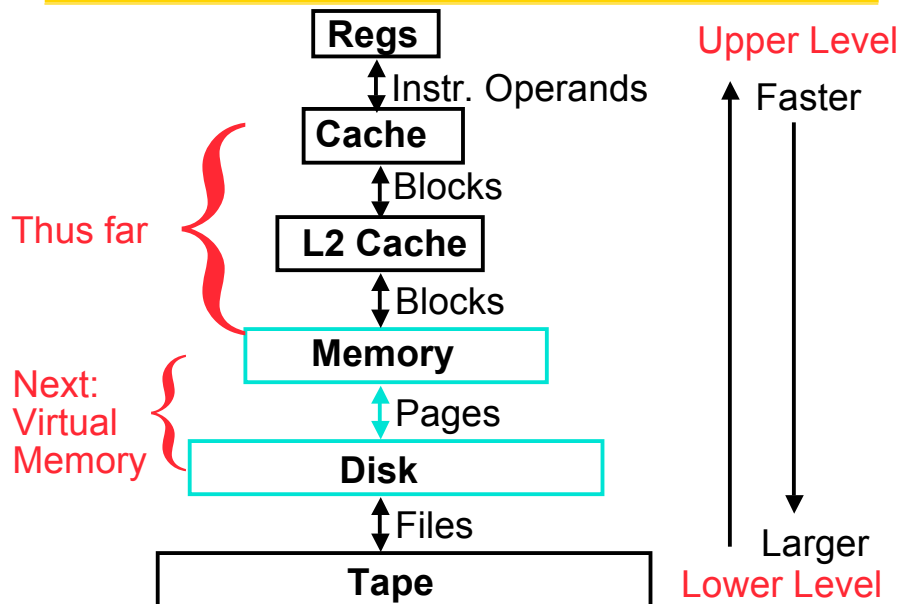 Regs
Upper Level
Instr. Operands
Faster
Cache
Blocks
Thus far
L2 Cache
Blocks
Memory
Next:
Virtual
Memory
Pages
Disk
Files
Larger
Tape
Lower Level